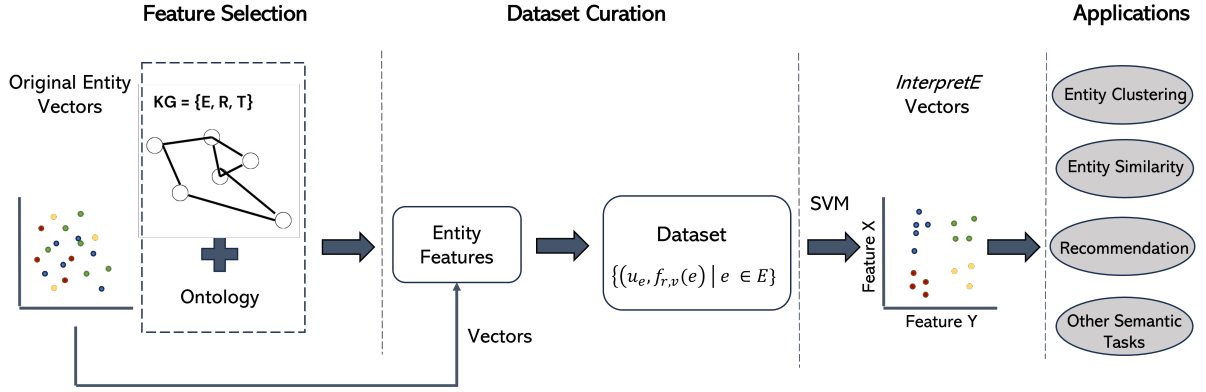 Feature Selection
Dataset Curation
Applications
Original Entity
Vectors
KG = {E, R, T}
Ontology
Entity
Features
Vectors
Dataset
{(u_e, f_{r,v}(e) | e ∈ E}
SVM
InterpretE
Vectors
Feature X
Feature Y
Entity Clustering
Entity Similarity
Recommendation
Other Semantic
Tasks